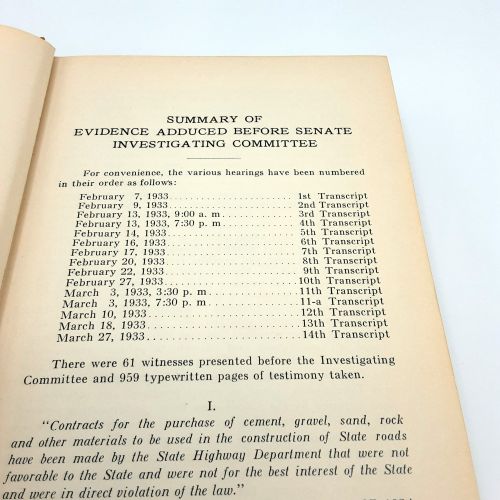 SUMMARY OF
EVIDENCE ADDUCED BEFORE SENATE
INVESTIGATING COMMITTEE
For convenience, the various hearings have been numbered
in their order as follows:
February 7, 1933..............................1st Transcript
February 9, 1933..............................2nd Transcript
February 13, 1933, 9:00 a. m..................3rd Transcript
February 13, 1933, 7:30 p. m..................4th Transcript
February 14, 1933.............................5th Transcript
February 16, 1933.............................6th Transcript
February 17, 1933.............................7th Transcript
February 20, 1933.............................8th Transcript
February 22, 1933.............................9th Transcript
February 27, 1933............................10th Transcript
March 3, 1933, 3:30 p. m.....................11th Transcript
March 3, 1933, 7:30 p. m.....................11-a Transcript
March 10, 1933...............................12th Transcript
March 18, 1933...............................13th Transcript
March 27, 1933...............................14th Transcript
There were 61 witnesses presented before the Investigating
Committee and 959 typewritten pages of testimony taken.
I.
"Contracts for the purchase of cement, gravel, sand, rock
and other materials to be used in the construction of State roads
have been made by the State Highway Department that were not
favorable to the State and were not for the best interest of the State
and were in direct violation of the law."